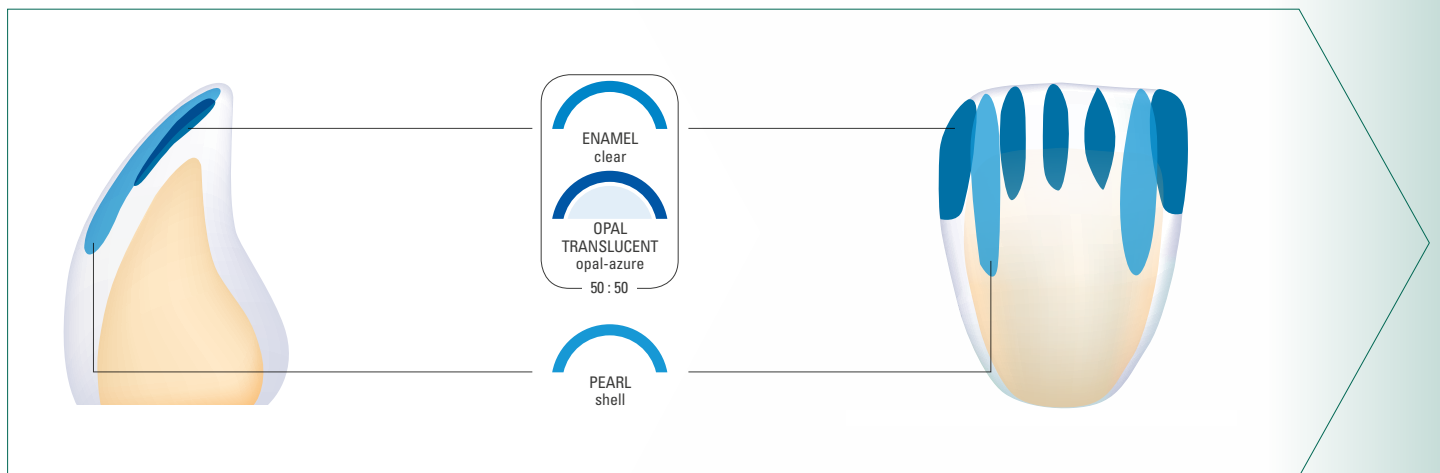 ENAMEL
clear
OPAL
TRANSLUCENT
opal-azure
50 : 50
PEARL
shell